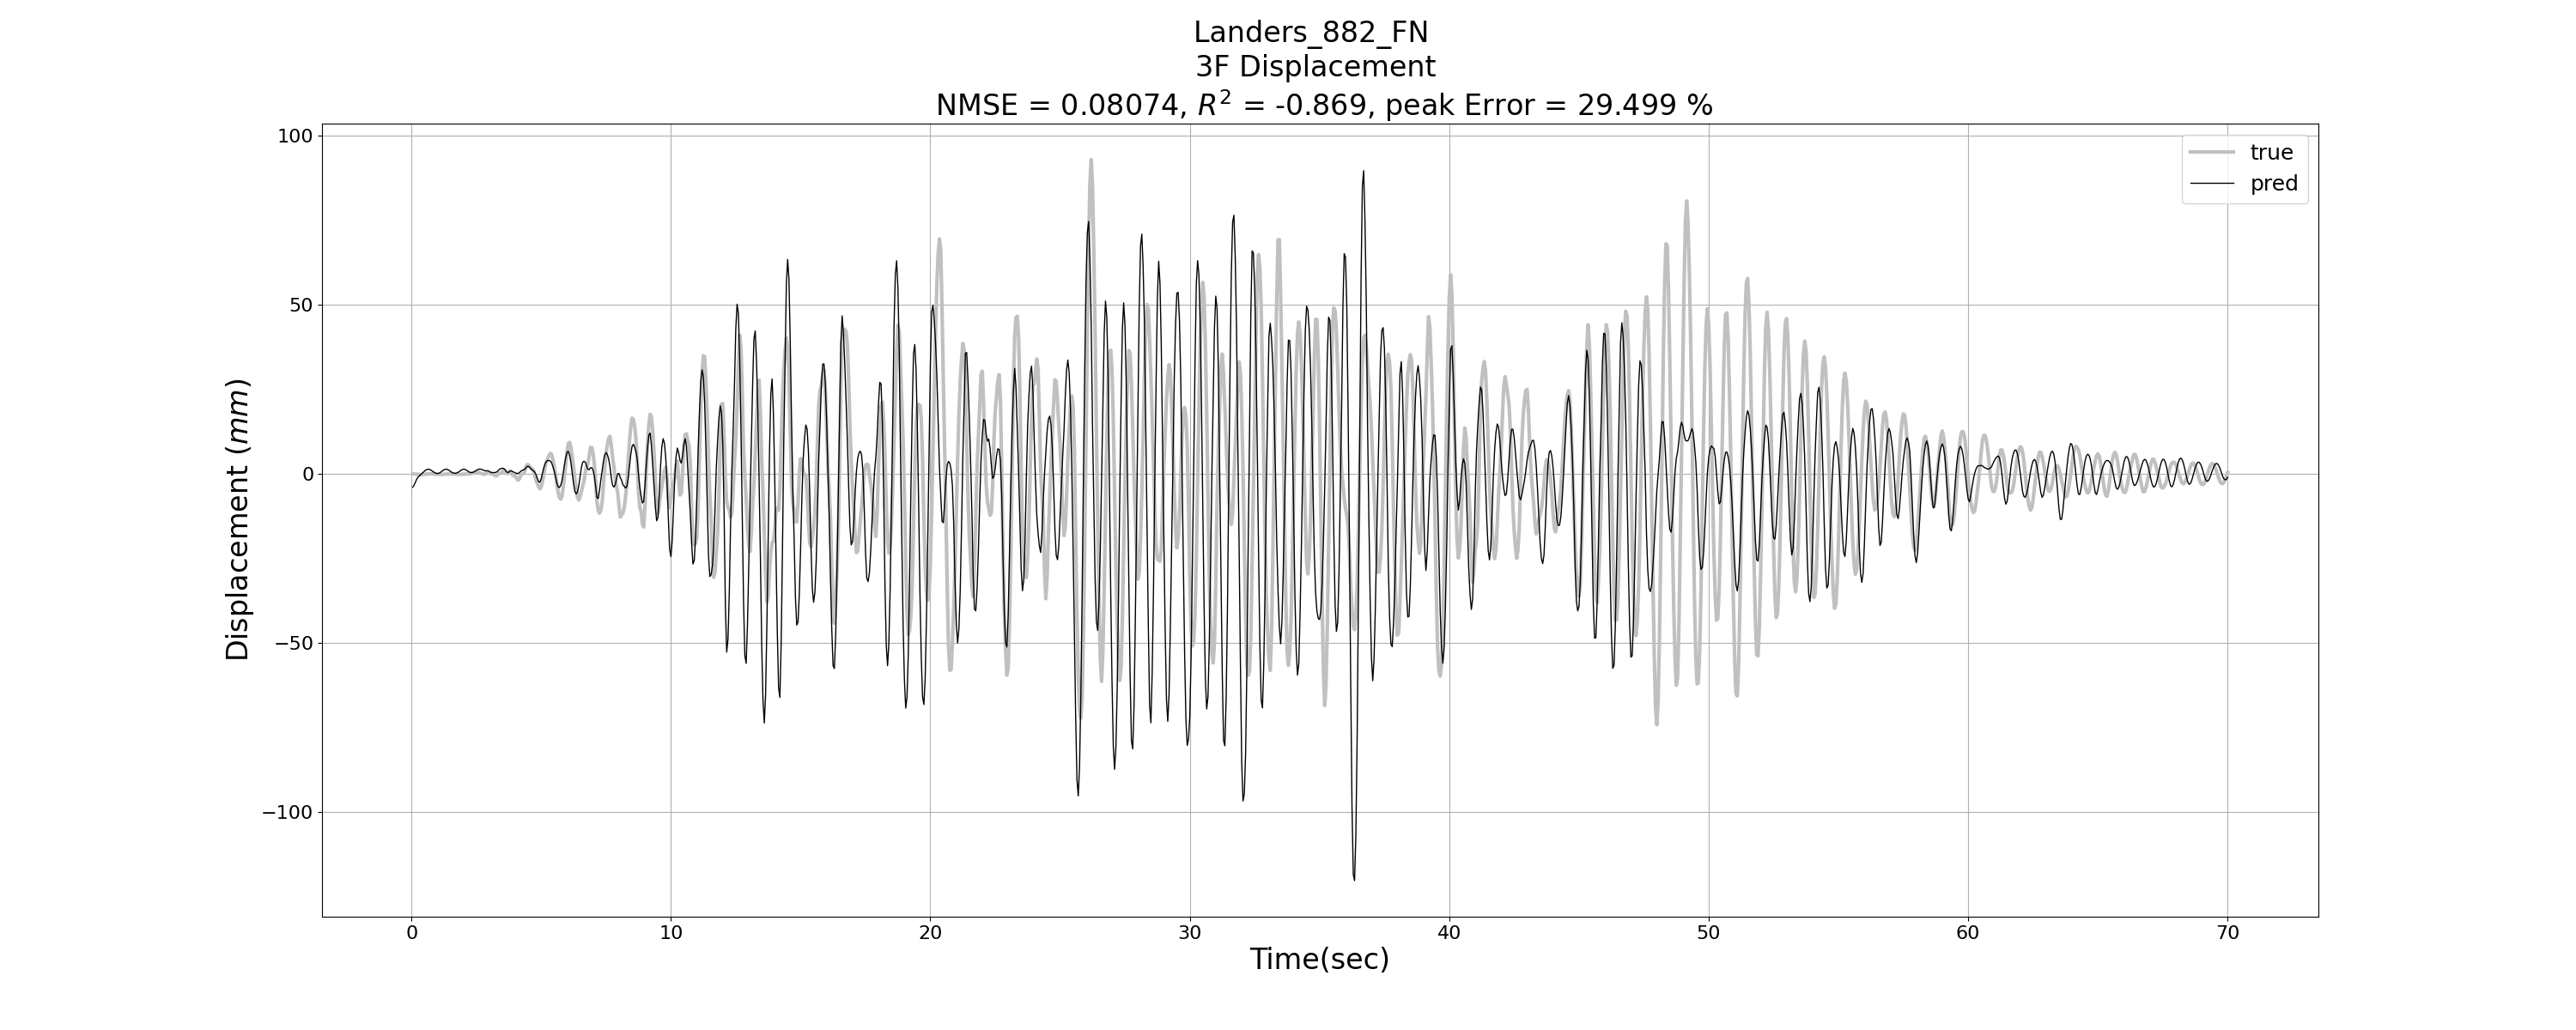 Landers_882_FN
3F Displacement
NMSE = 0.08074, R² = -0.869, peak Error = 29.499 %
100
50
0
−50
−100
Displacement (mm)
true
pred
0 10 20 30 40 50 60 70
Time(sec)